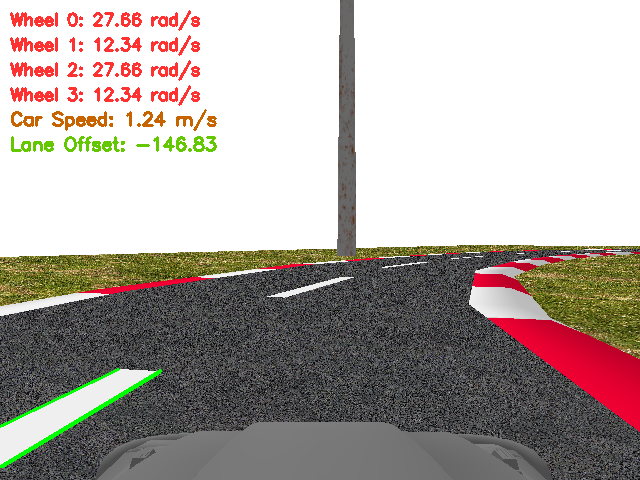 Wheel 0: 27.66 rad/s
Wheel 1: 12.34 rad/s
Wheel 2: 27.66 rad/s
Wheel 3: 12.34 rad/s
Car Speed: 1.24 m/s
Lane Offset: -146.83